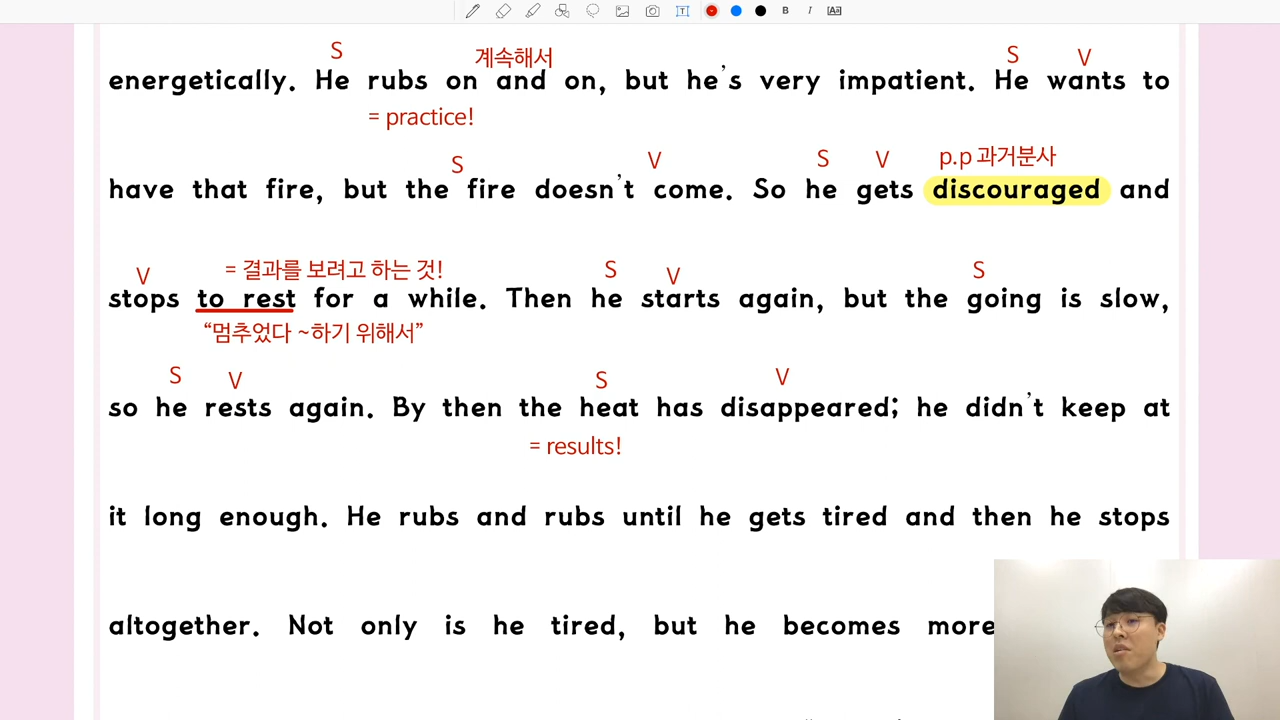 B I Aa
S 계속해서 S V
energetically. He rubs on and on, but he's very impatient. He wants to
= practice!
S V S V p.p 과거분사
have that fire, but the fire doesn't come. So he gets discouraged and
V = 결과를 보려고 하는 것! S V S
stops to rest for a while. Then he starts again, but the going is slow,
“멈추었다 ~하기 위해서”
S V S V
so he rests again. By then the heat has disappeared; he didn't keep at
= results!
it long enough. He rubs and rubs until he gets tired and then he stops
altogether. Not only is he tired, but he becomes more